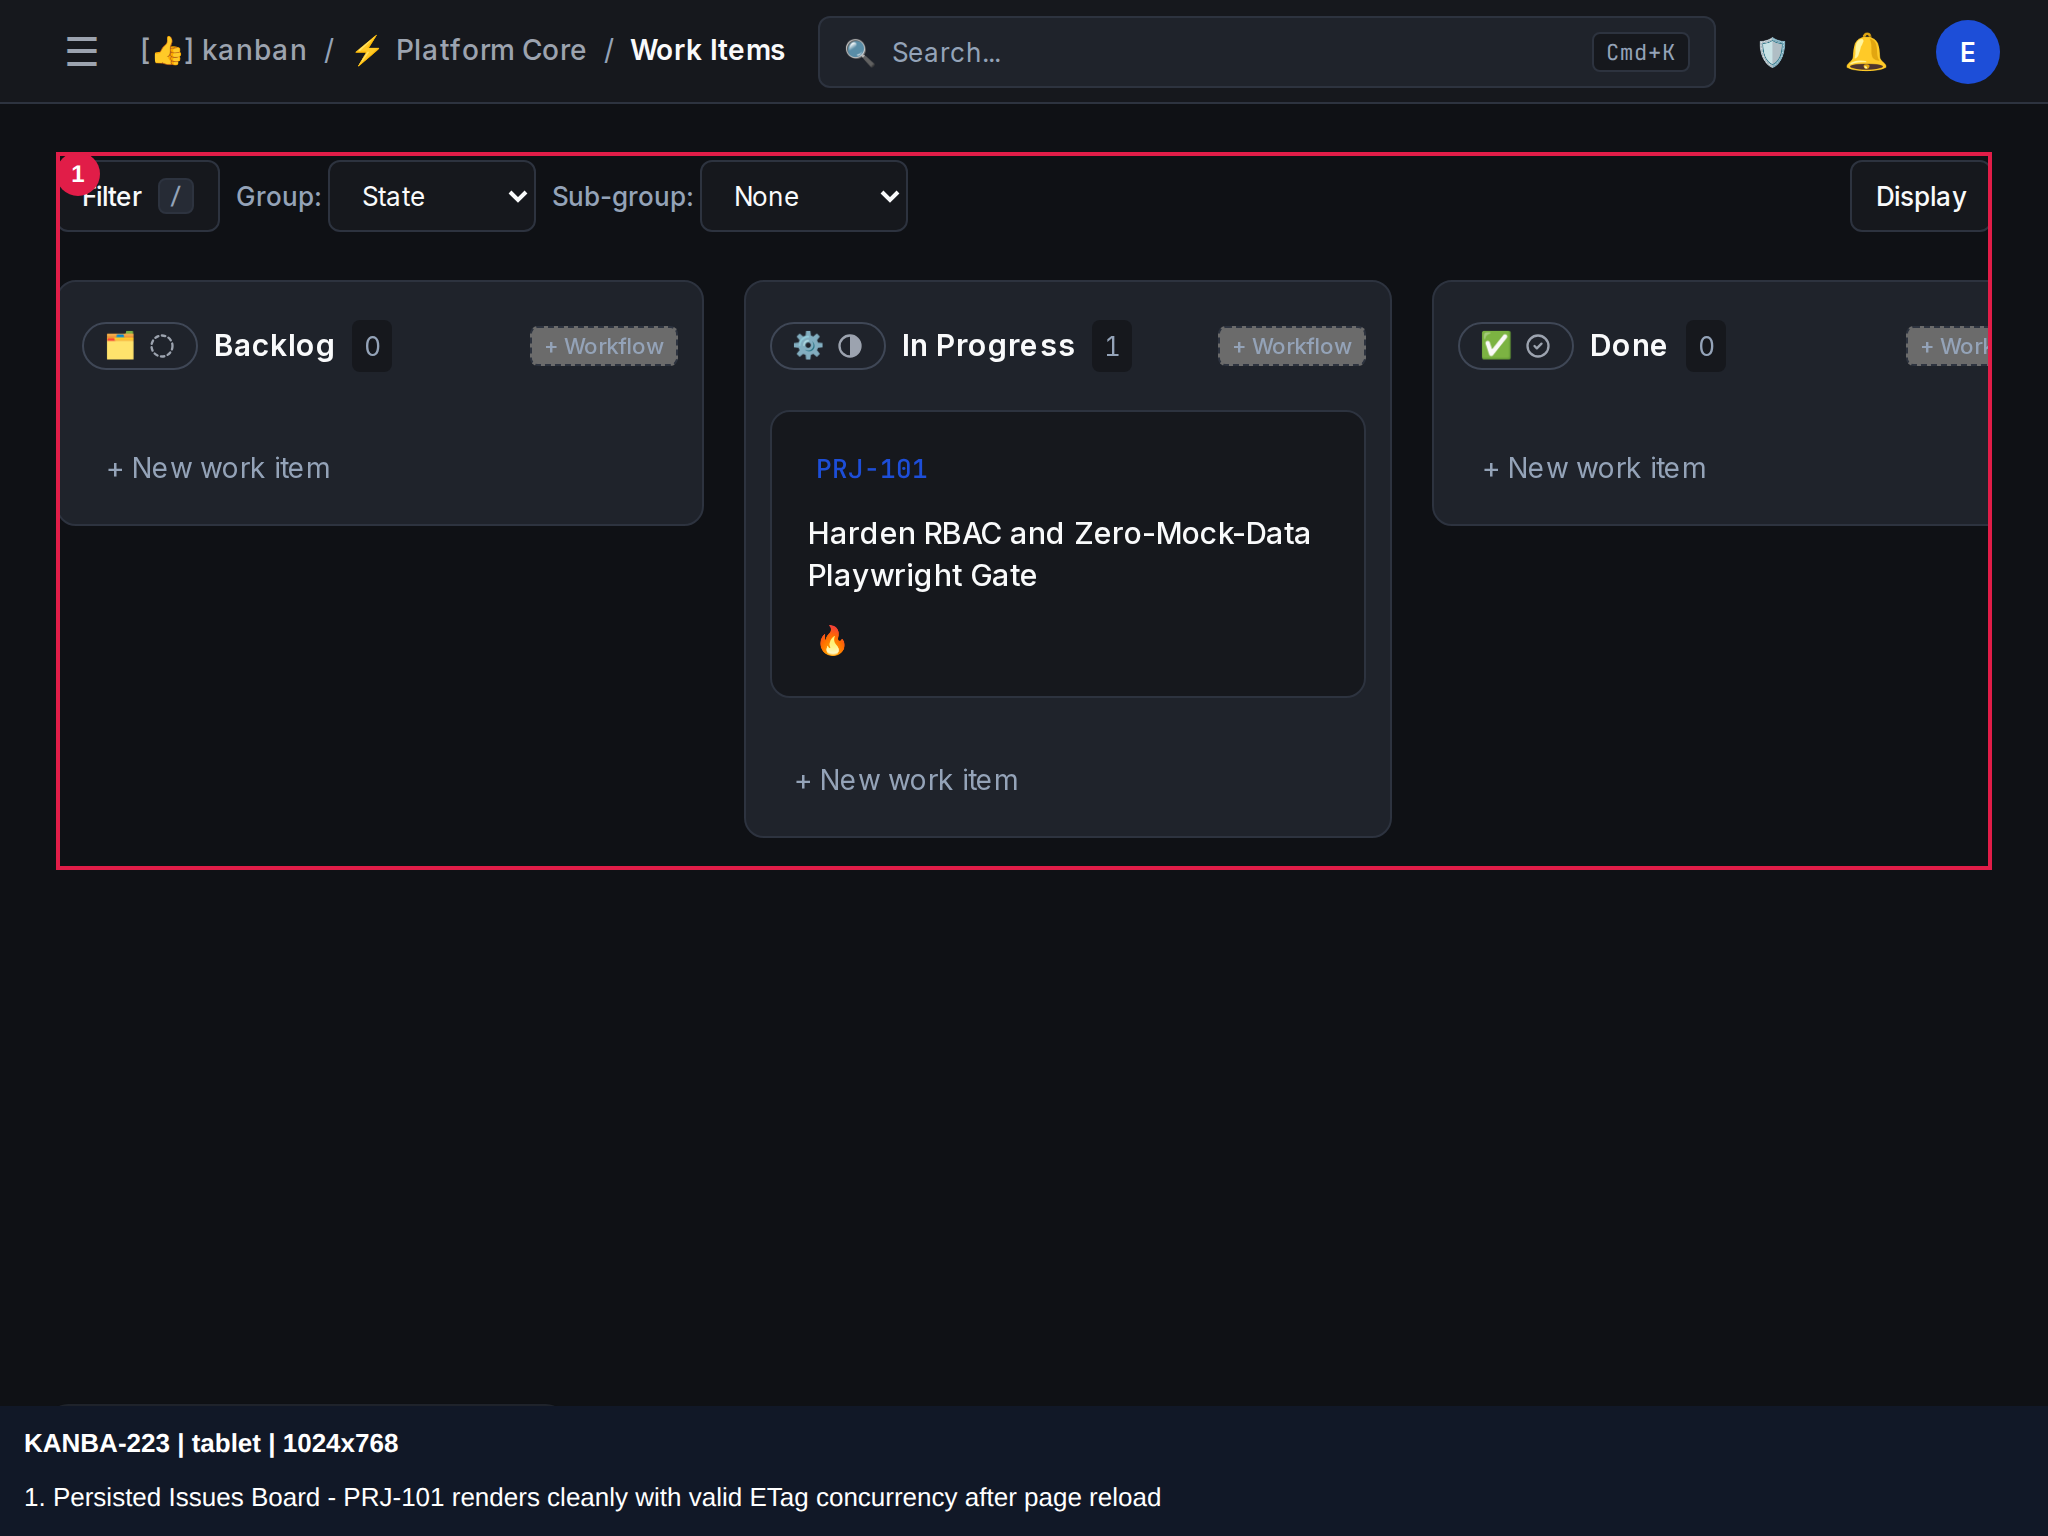 ☰ [👍] kanban / ⚡ Platform Core / Work Items 🔍 Search... Cmd+K 🛡️ 🔔 E
1
Filter / Group: State Sub-group: None Display
🗂️ Backlog 0 + Workflow
+ New work item
⚙️ In Progress 1 + Workflow
PRJ-101
Harden RBAC and Zero-Mock-Data
Playwright Gate
🔥
+ New work item
✅ Done 0 + Work
+ New work item
KANBA-223 | tablet | 1024x768
1. Persisted Issues Board - PRJ-101 renders cleanly with valid ETag concurrency after page reload